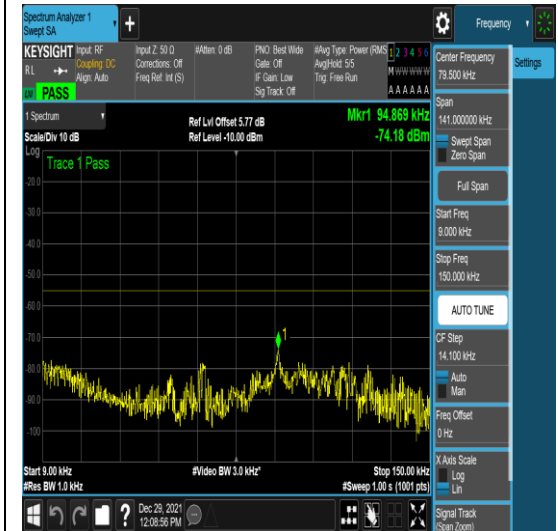 Spectrum Analyzer 1
Swept SA
+
Frequency
KEYSIGHT
RL
LW PASS
Input: RF
Coupling: DC
Align: Auto
Input Z: 50 Ω
Corrections: Off
Freq Ref: Int (S)
#Atten: 0 dB
PNO: Best Wide
Gate: Off
IF Gain: Low
Sig Track: Off
#Avg Type: Power (RMS
Avg|Hold: 5/5
Trig: Free Run
1 2 3 4 5 6
M W W W W W
A A A A A A
1 Spectrum
Scale/Div 10 dB
Ref Lvl Offset 5.77 dB
Ref Level -10.00 dBm
Mkr1 94.869 kHz
-74.18 dBm
Log
Trace 1 Pass
1
-20.0
-30.0
-40.0
-50.0
-60.0
-70.0
-80.0
-90.0
-100
Start 9.00 kHz
#Res BW 1.0 kHz
#Video BW 3.0 kHz*
Stop 150.00 kHz
#Sweep 1.00 s (1001 pts)
?
Dec 29, 2021
12:08:56 PM
Center Frequency
79.500 kHz
Span
141.000000 kHz
Swept Span
Zero Span
Full Span
Start Freq
9.000 kHz
Stop Freq
150.000 kHz
AUTO TUNE
CF Step
14.100 kHz
Auto
Man
Freq Offset
0 Hz
X Axis Scale
Log
Lin
Signal Track
(Span Zoom)
Settings